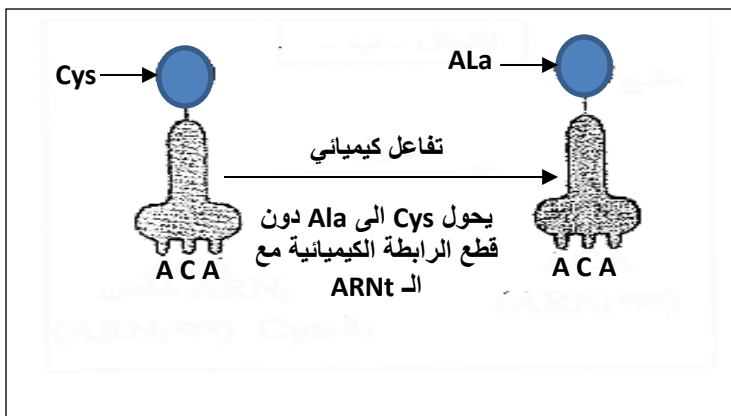 Cys
ALa
تفاعل كيميائي
يحول Cys الى Ala دون
قطع الرابطة الكيميائية مع
الـ ARNt
A C A
A C A